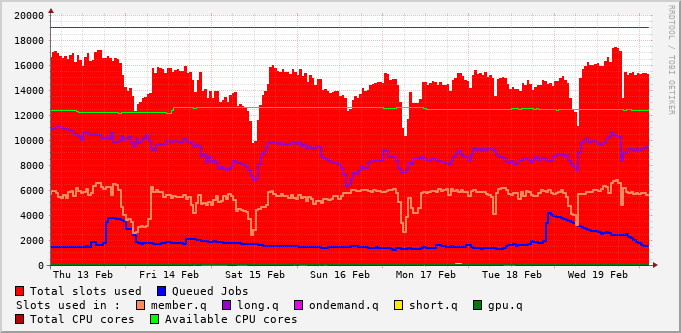 RRDTOOL / TOBI OETIKER
20000
18000
16000
14000
12000
10000
8000
6000
4000
2000
0
Thu 13 Feb Fri 14 Feb Sat 15 Feb Sun 16 Feb Mon 17 Feb Tue 18 Feb Wed 19 Feb
Total slots used Queued Jobs
Slots used in : member.q long.q ondemand.q short.q gpu.q
Total CPU cores Available CPU cores